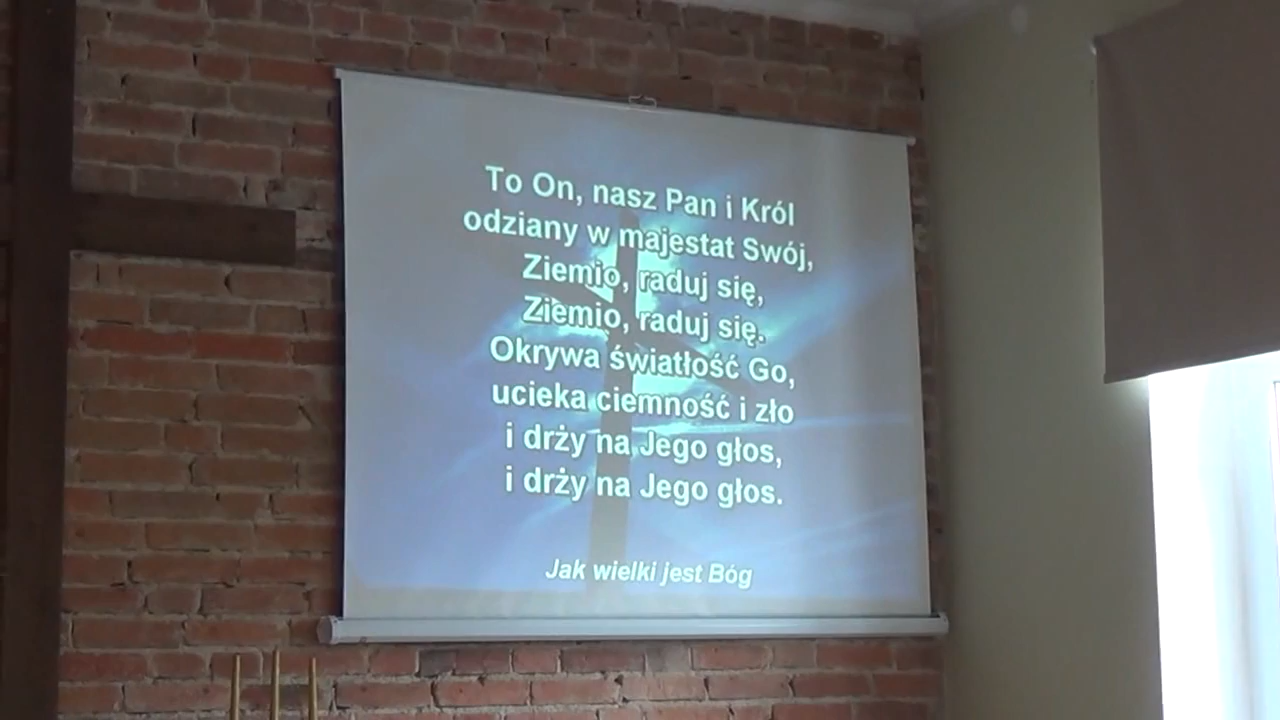 To On, nasz Pan i Król
odziany w majestat Swój,
Ziemio, raduj się,
Ziemio, raduj się.
Okrywa światłość Go,
ucieka ciemność i zło
i drży na Jego głos,
i drży na Jego głos.
Jak wielki jest Bóg